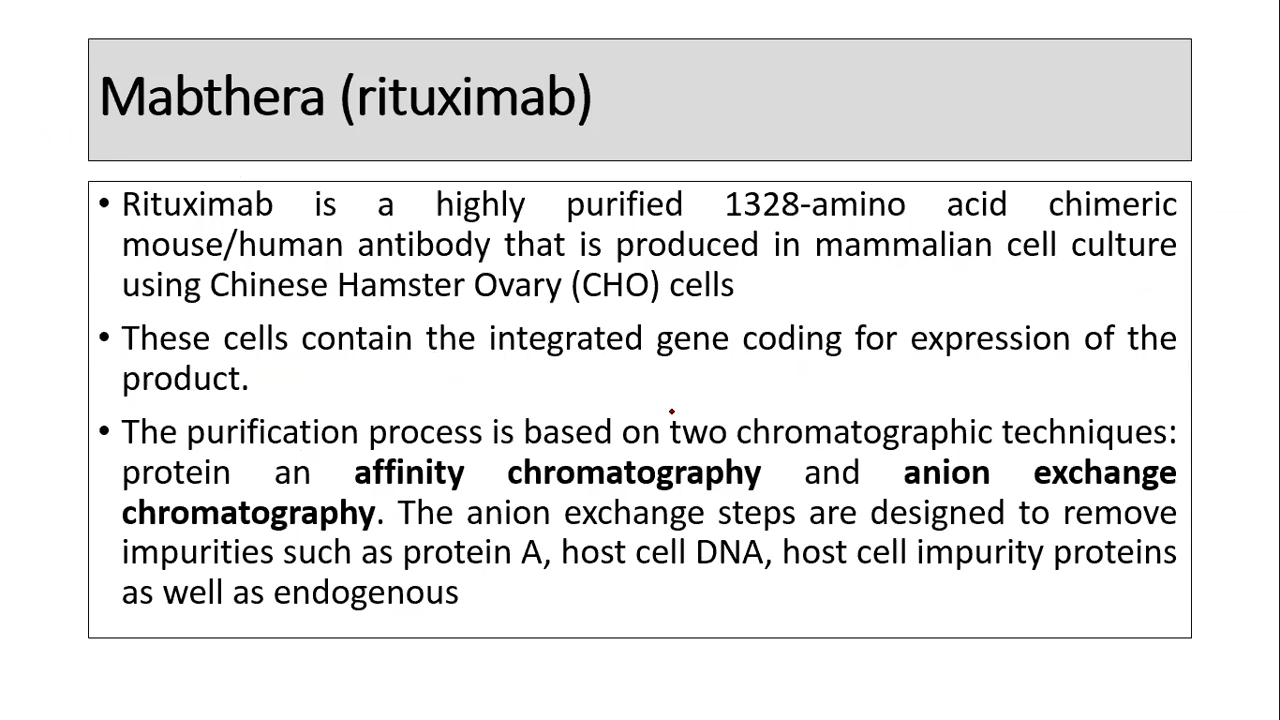 Mabthera (rituximab)
• Rituximab is a highly purified 1328-amino acid chimeric
mouse/human antibody that is produced in mammalian cell culture
using Chinese Hamster Ovary (CHO) cells
• These cells contain the integrated gene coding for expression of the
product.
• The purification process is based on two chromatographic techniques:
protein an affinity chromatography and anion exchange
chromatography. The anion exchange steps are designed to remove
impurities such as protein A, host cell DNA, host cell impurity proteins
as well as endogenous